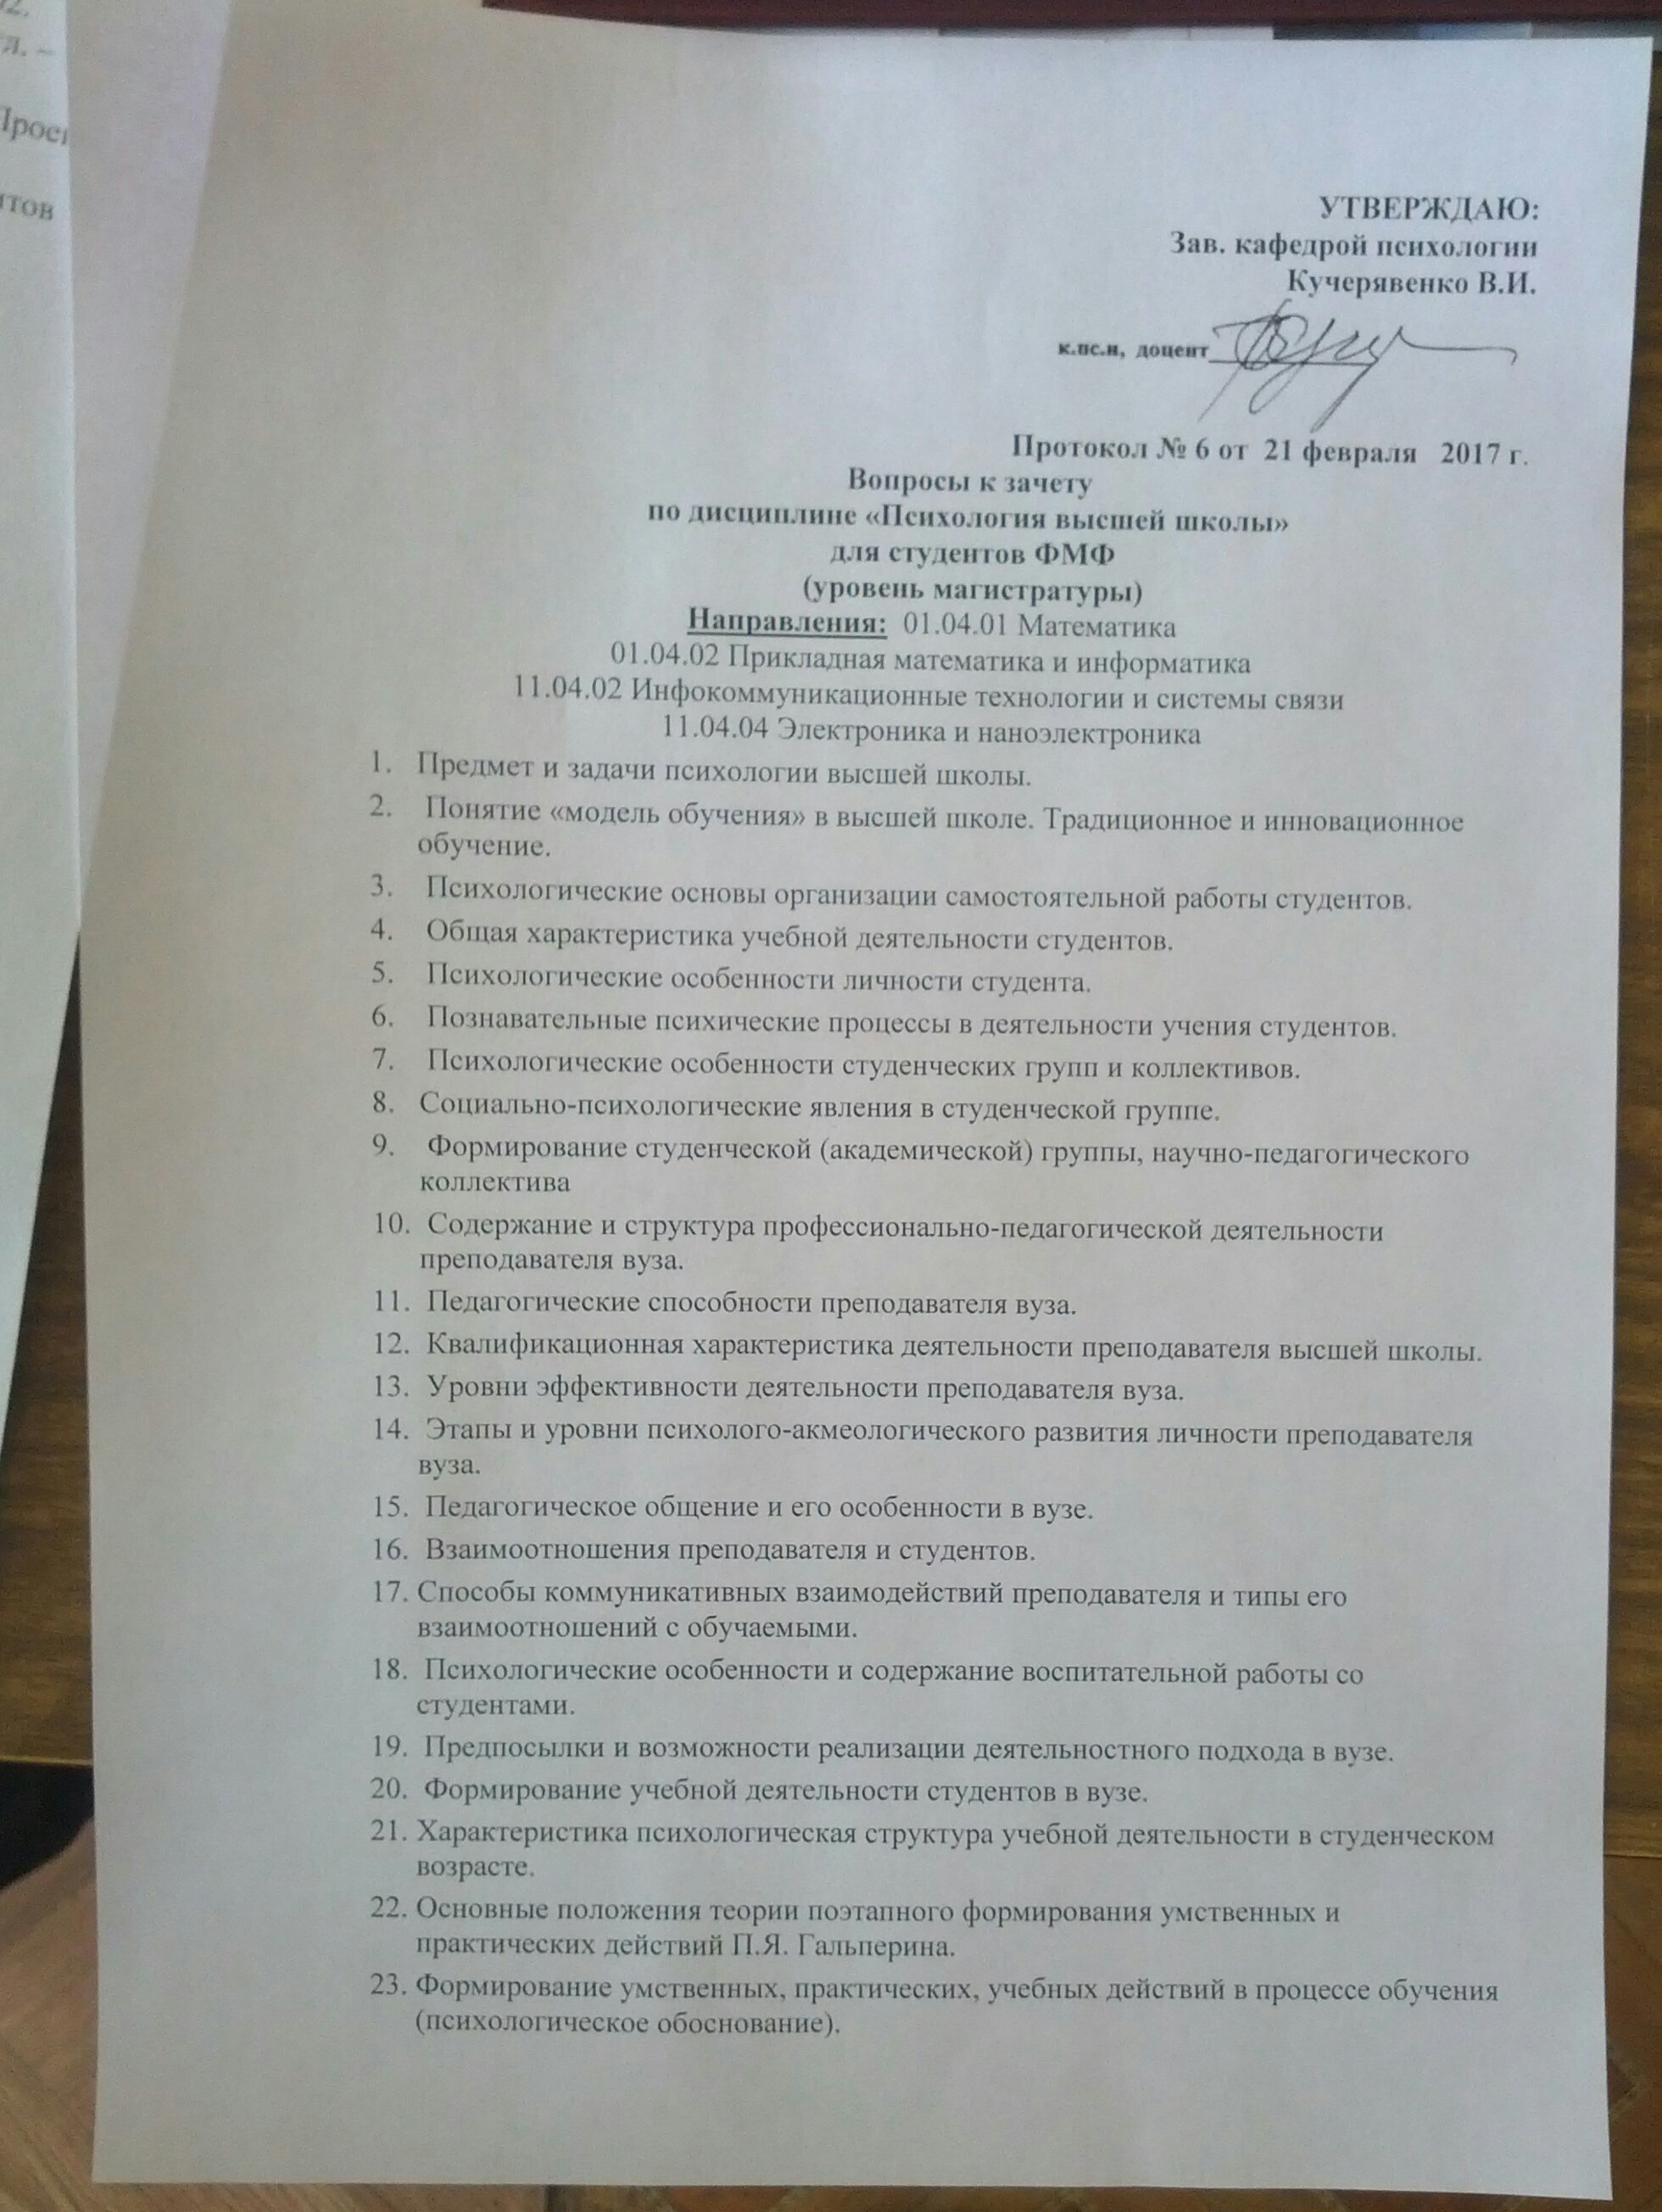 02.
Прос
нтов
УТВЕРЖДАЮ:
Зав. кафедрой психологии
Кучерявенко В.И.
к.пс.н, доцент
Протокол № 6 от 21 февраля 2017 г.
Вопросы к зачету
по дисциплине «Психология высшей школы»
для студентов ФМФ
(уровень магистратуры)
Направления: 01.04.01 Математика
01.04.02 Прикладная математика и информатика
11.04.02 Инфокоммуникационные технологии и системы связи
11.04.04 Электроника и наноэлектроника
1. Предмет и задачи психологии высшей школы.
2. Понятие «модель обучения» в высшей школе. Традиционное и инновационное
обучение.
3. Психологические основы организации самостоятельной работы студентов.
4. Общая характеристика учебной деятельности студентов.
5. Психологические особенности личности студента.
6. Познавательные психические процессы в деятельности учения студентов.
7. Психологические особенности студенческих групп и коллективов.
8. Социально-психологические явления в студенческой группе.
9. Формирование студенческой (академической) группы, научно-педагогического
коллектива
10. Содержание и структура профессионально-педагогической деятельности
преподавателя вуза.
11. Педагогические способности преподавателя вуза.
12. Квалификационная характеристика деятельности преподавателя высшей школы.
13. Уровни эффективности деятельности преподавателя вуза.
14. Этапы и уровни психолого-акмеологического развития личности преподавателя
вуза.
15. Педагогическое общение и его особенности в вузе.
16. Взаимоотношения преподавателя и студентов.
17. Способы коммуникативных взаимодействий преподавателя и типы его
взаимоотношений с обучаемыми.
18. Психологические особенности и содержание воспитательной работы со
студентами.
19. Предпосылки и возможности реализации деятельностного подхода в вузе.
20. Формирование учебной деятельности студентов в вузе.
21. Характеристика психологическая структура учебной деятельности в студенческом
возрасте.
22. Основные положения теории поэтапного формирования умственных и
практических действий П.Я. Гальперина.
23. Формирование умственных, практических, учебных действий в процессе обучения
(психологическое обоснование).